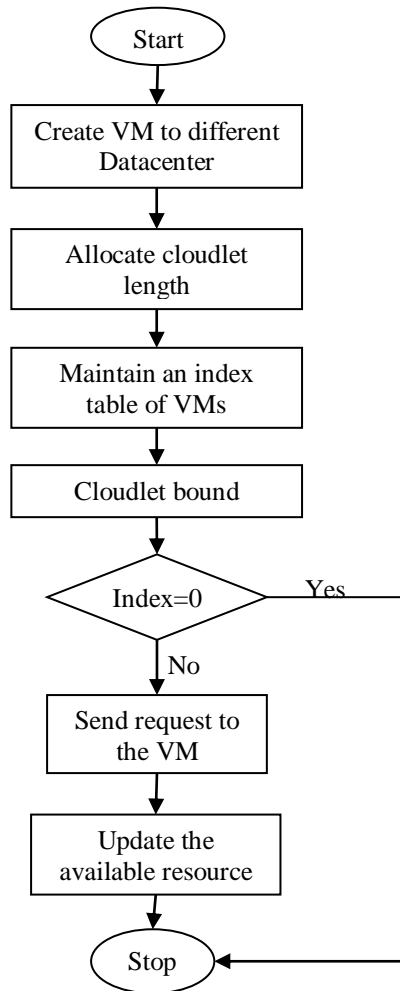 Start
Create VM to different
Datacenter
Allocate cloudlet
length
Maintain an index
table of VMs
Cloudlet bound
Index=0
Yes
No
Send request to
the VM
Update the
available resource
Stop